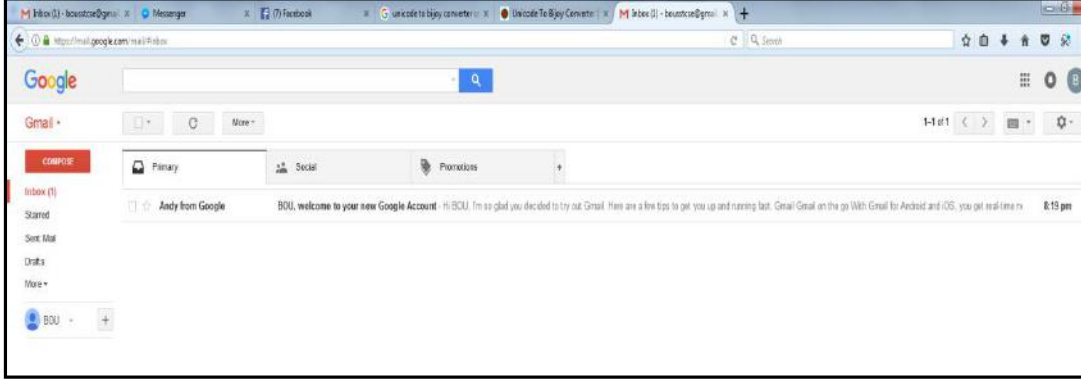 Inbox (1) - boustcse@gmai X Messenger X (7) Facebook X unicode to bijoy converter X Unicode To Bijoy Converter X Inbox (1) - boustcse@gmai X +
https://mail.google.com/mail/#inbox Search
Google
Gmail More 1-1 of 1
COMPOSE Primary Social Promotions +
Inbox (1)
Andy from Google BOU, welcome to your new Google Account - Hi BOU, I'm so glad you decided to try out Gmail. Here are a few tips to get you up and running fast. Gmail Gmail on the go With Gmail for Android and iOS, you get real-time 8:19 pm
Starred
Sent Mail
Drafts
More
BOU +